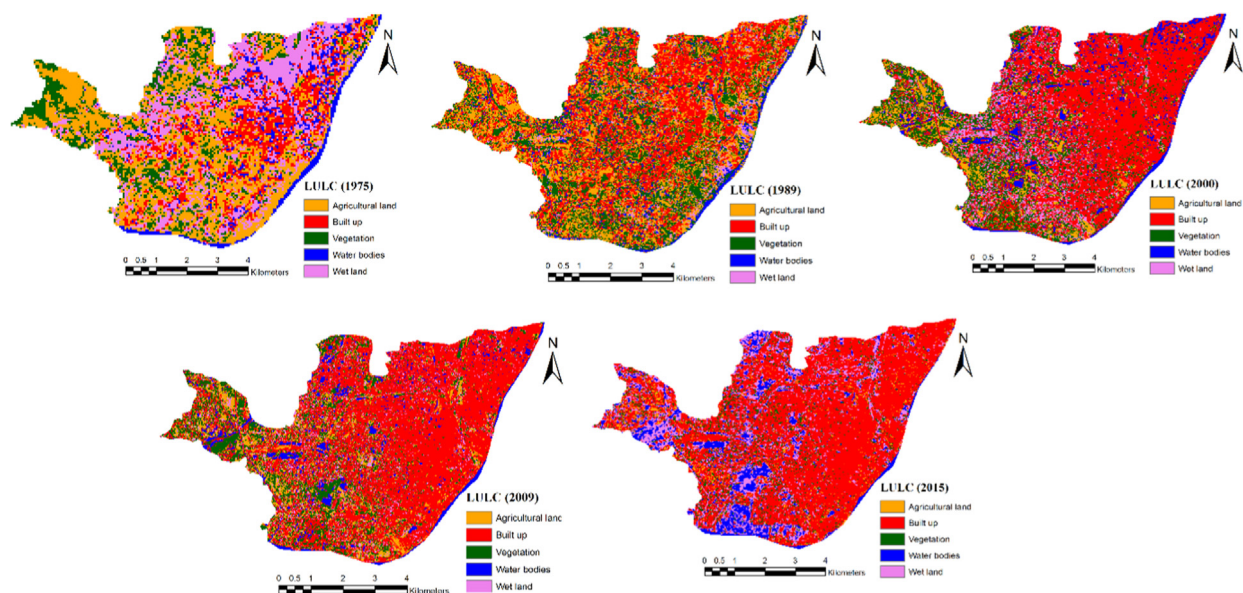 N
LULC (1975)
Agricultural land
Built up
Vegetation
Water bodies
Wet land
0 0.5 1 2 3 4
Kilometers
N
LULC (1989)
Agricultural land
Built up
Vegetation
Water bodies
Wet land
0 0.5 1 2 3 4
Kilometers
N
LULC (2000)
Agricultural land
Built up
Vegetation
Water bodies
Wet land
0 0.5 1 2 3 4
Kilometers
N
LULC (2009)
Agricultural land
Built up
Vegetation
Water bodies
Wet land
0 0.5 1 2 3 4
Kilometers
N
LULC (2015)
Agricultural land
Built up
Vegetation
Water bodies
Wet land
0 0.5 1 2 3 4
Kilometers